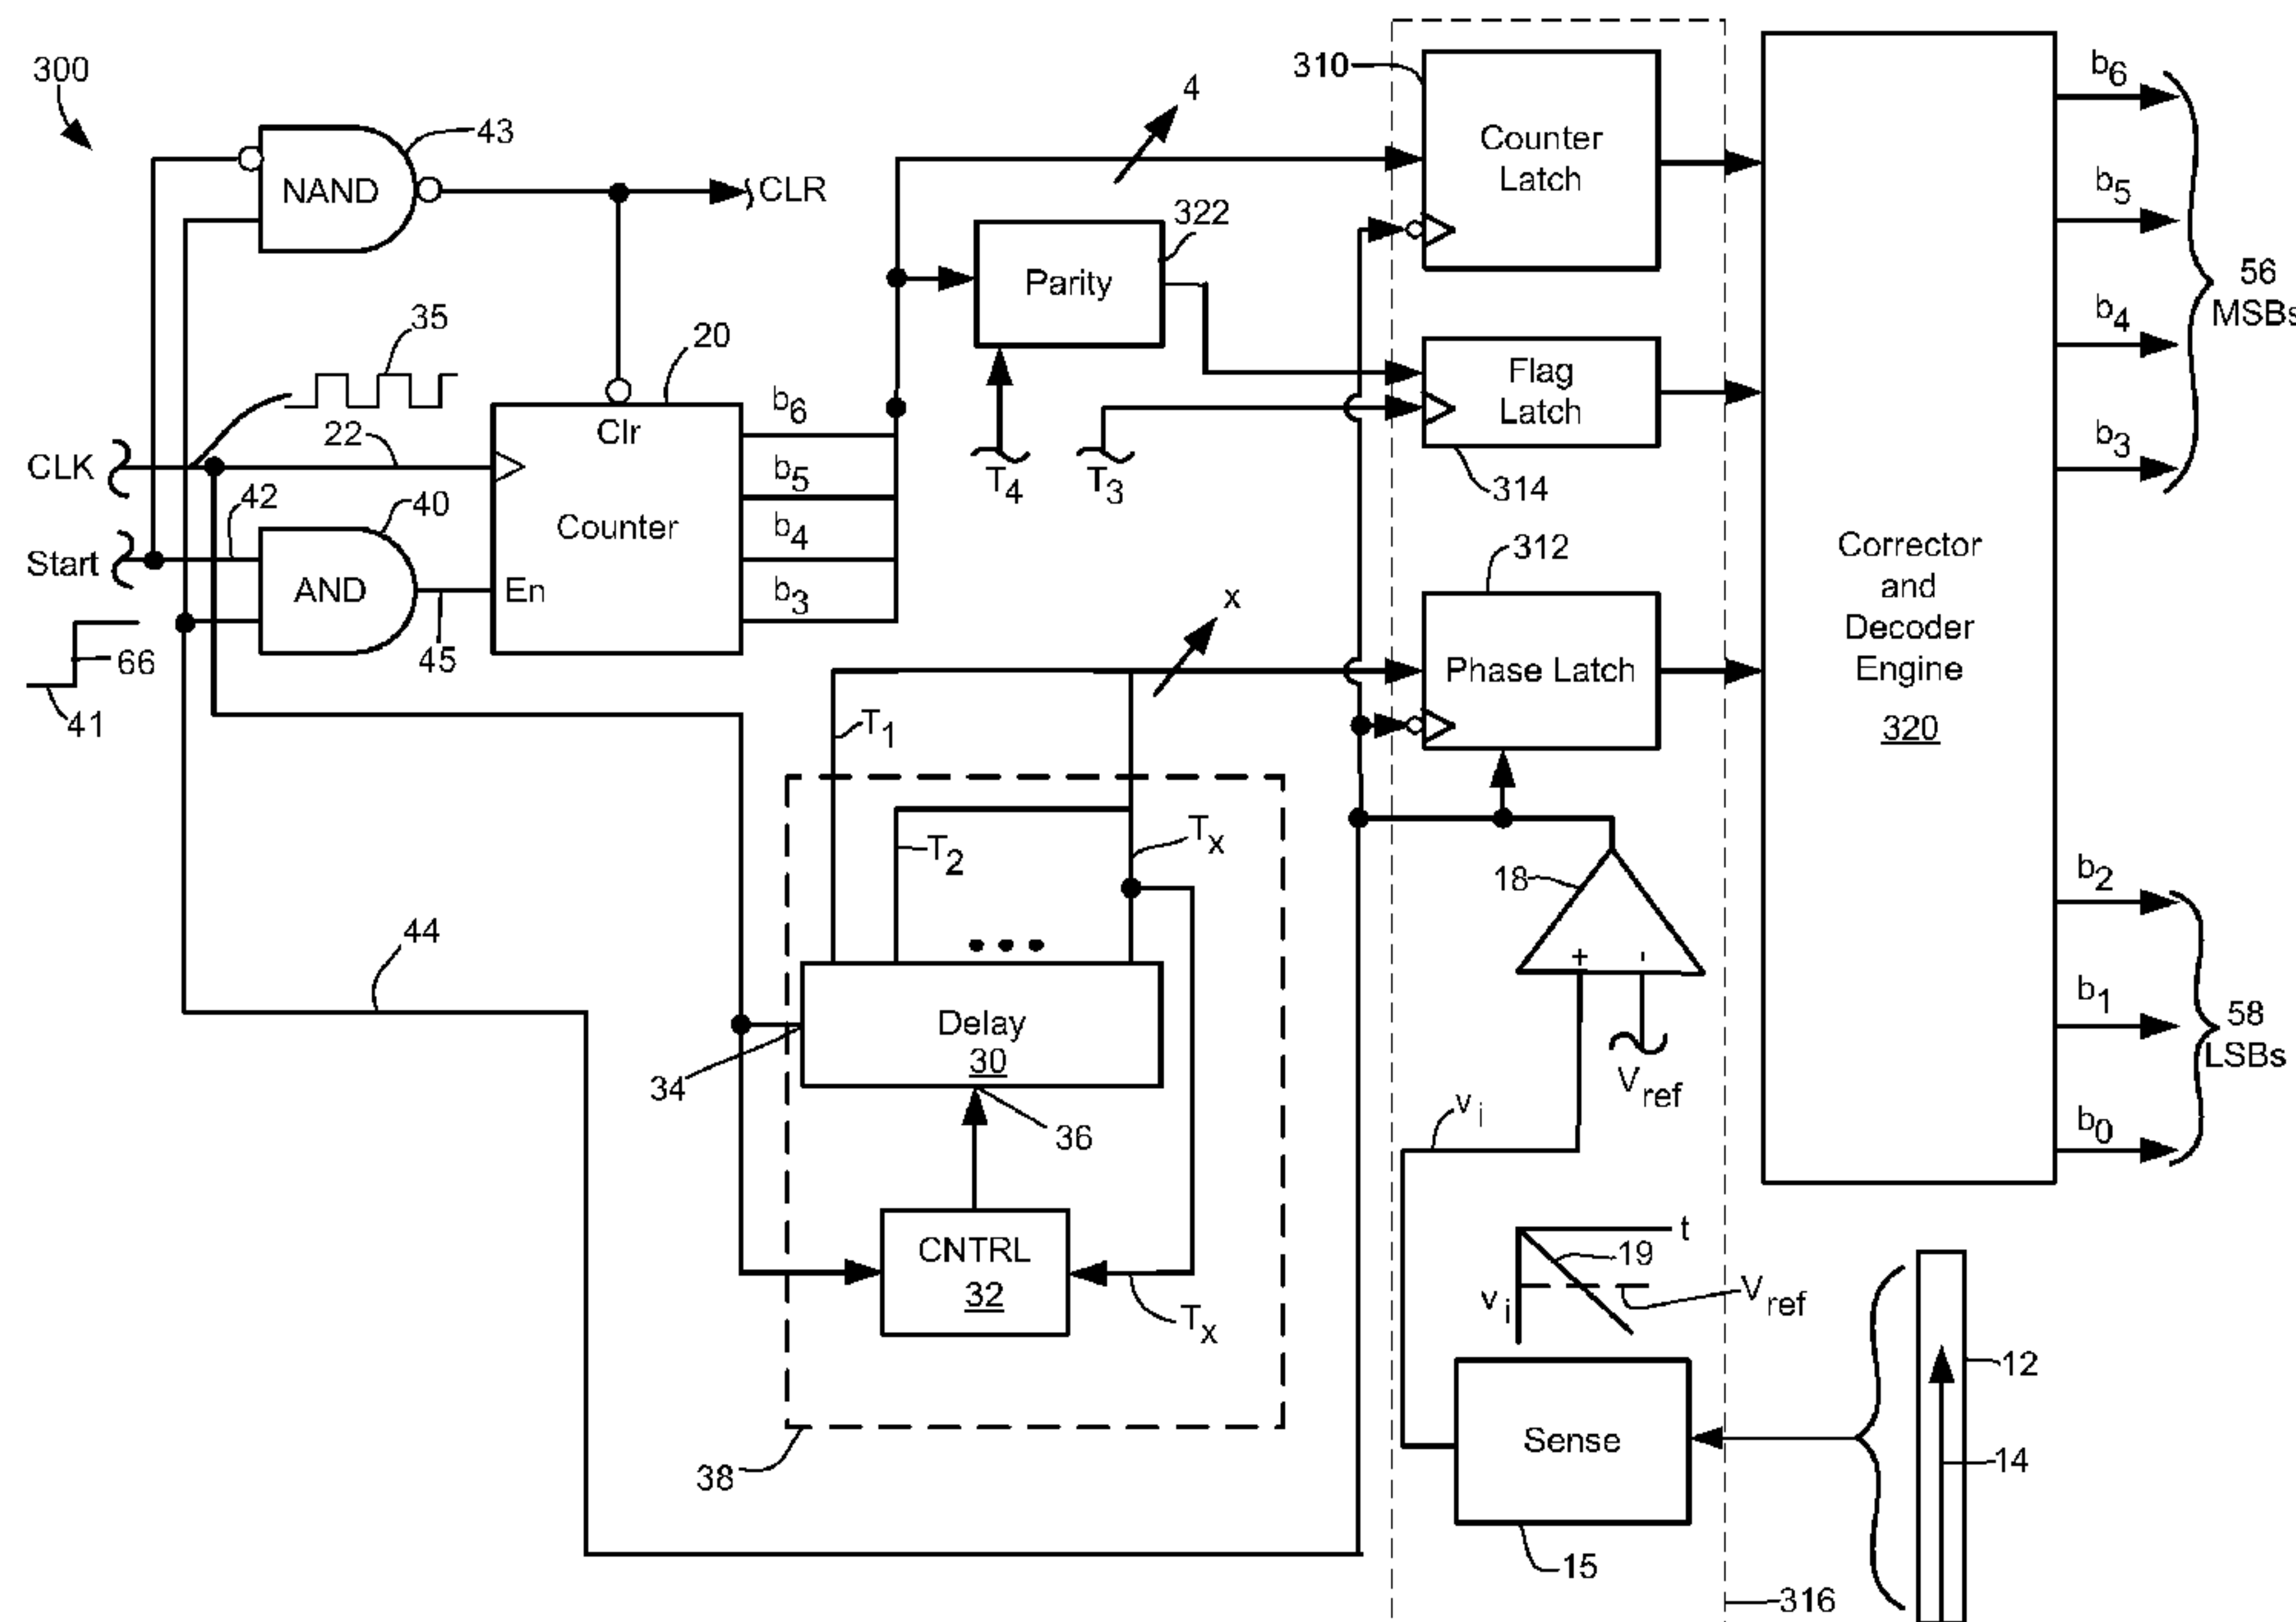 300
43
NAND
CLR
35
20
CLK
22
Clr
Counter
En
b6
b5
b4
b3
Start
42
40
AND
45
66
41
44
4
322
Parity
T4
T3
310
Counter
Latch
Flag
Latch
314
312
Phase Latch
x
T1
T2
Tx
Delay
30
34
36
CNTRL
32
Tx
38
18
+
-
Vref
vi
t
19
vi
Vref
Sense
15
316
12
14
Corrector
and
Decoder
Engine
320
b6
b5
b4
b3
56
MSBs
b2
b1
b0
58
LSBs